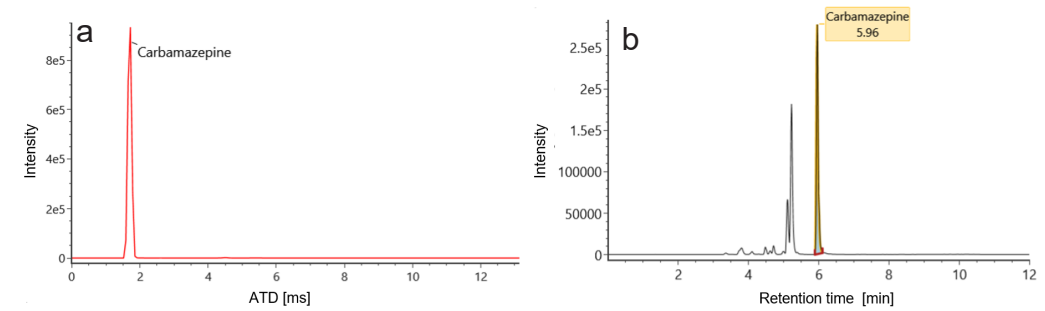 a
Carbamazepine
8e5
6e5
4e5
2e5
0
0 2 4 6 8 10 12
Intensity
ATD [ms]
b
Carbamazepine
5.96
2.5e5
2e5
1.5e5
100000
50000
0
2 4 6 8 10 12
Intensity
Retention time [min]